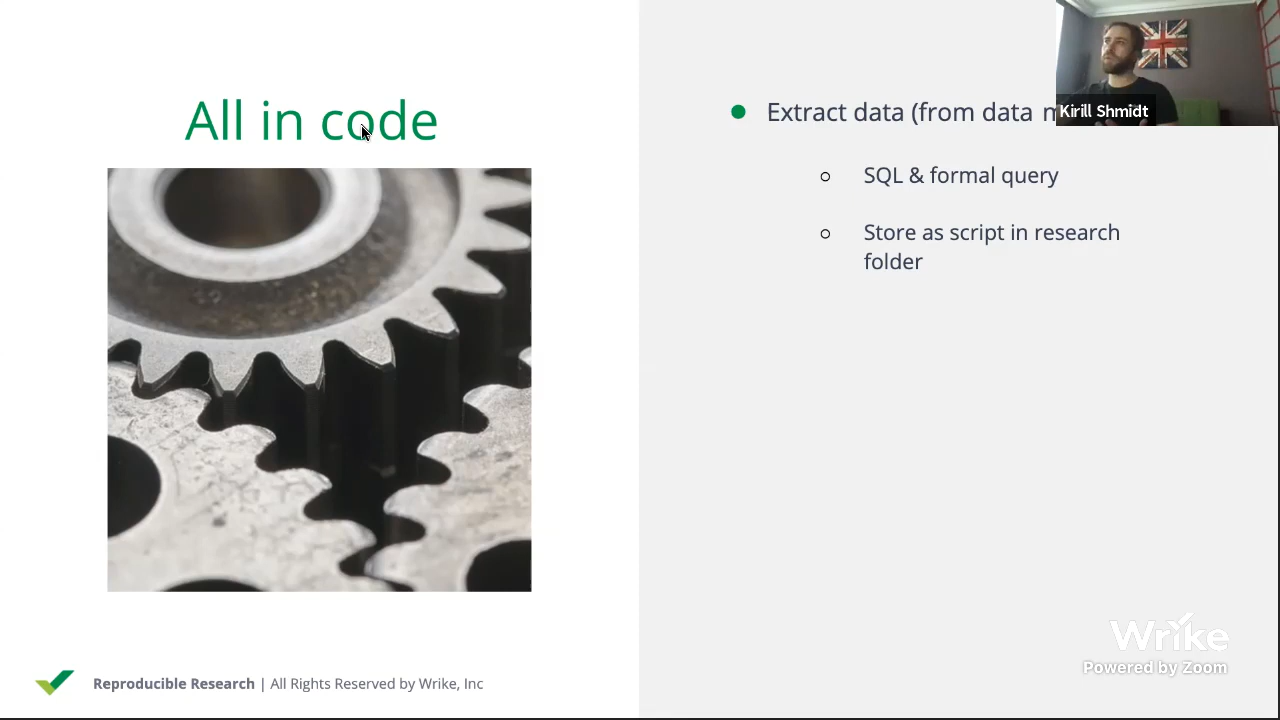 All in code
Extract data (from data
Kirill Shmidt
SQL & formal query
Store as script in research
folder
Wrike
Powered by Zoom
Reproducible Research | All Rights Reserved by Wrike, Inc